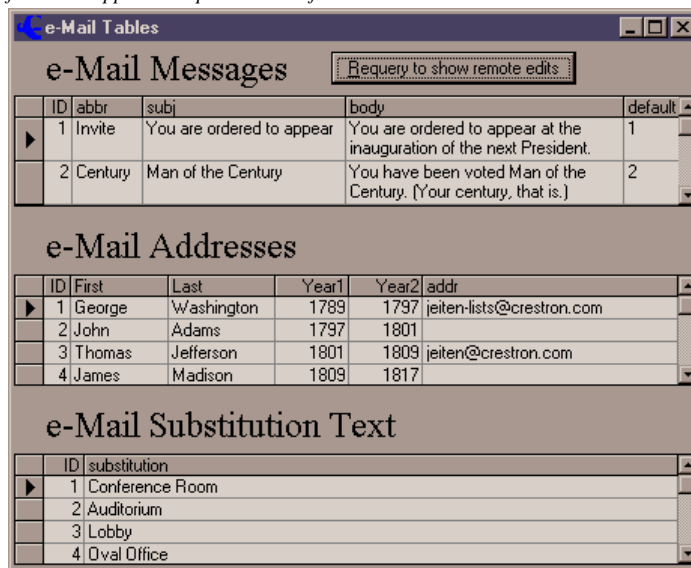 e-Mail Tables
e-Mail Messages
Requery to show remote edits
ID abbr subj body default
1 Invite You are ordered to appear You are ordered to appear at the 1
inauguration of the next President.
2 Century Man of the Century You have been voted Man of the 2
Century. (Your century, that is.)
e-Mail Addresses
ID First Last Year1 Year2 addr
1 George Washington 1789 1797 jeiten-lists@crestron.com
2 John Adams 1797 1801
3 Thomas Jefferson 1801 1809 jeiten@crestron.com
4 James Madison 1809 1817
e-Mail Substitution Text
ID substitution
1 Conference Room
2 Auditorium
3 Lobby
4 Oval Office